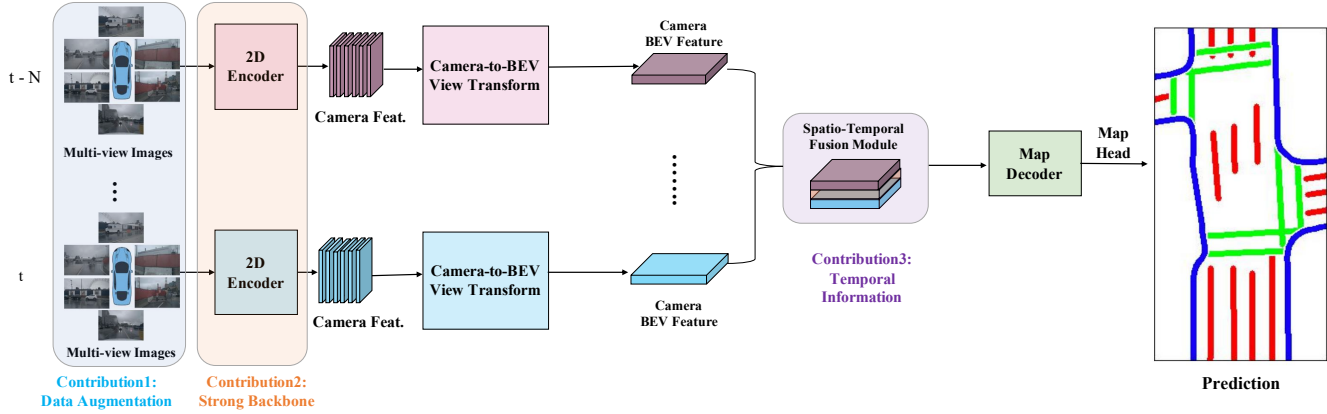 t - N
Multi-view Images
2D
Encoder
Camera Feat.
Camera-to-BEV
View Transform
Camera
BEV Feature
t
Multi-view Images
2D
Encoder
Camera Feat.
Camera-to-BEV
View Transform
Camera
BEV Feature
Spatio-Temporal
Fusion Module
Map
Decoder
Map
Head
Contribution1:
Data Augmentation
Contribution2:
Strong Backbone
Contribution3:
Temporal
Information
Prediction